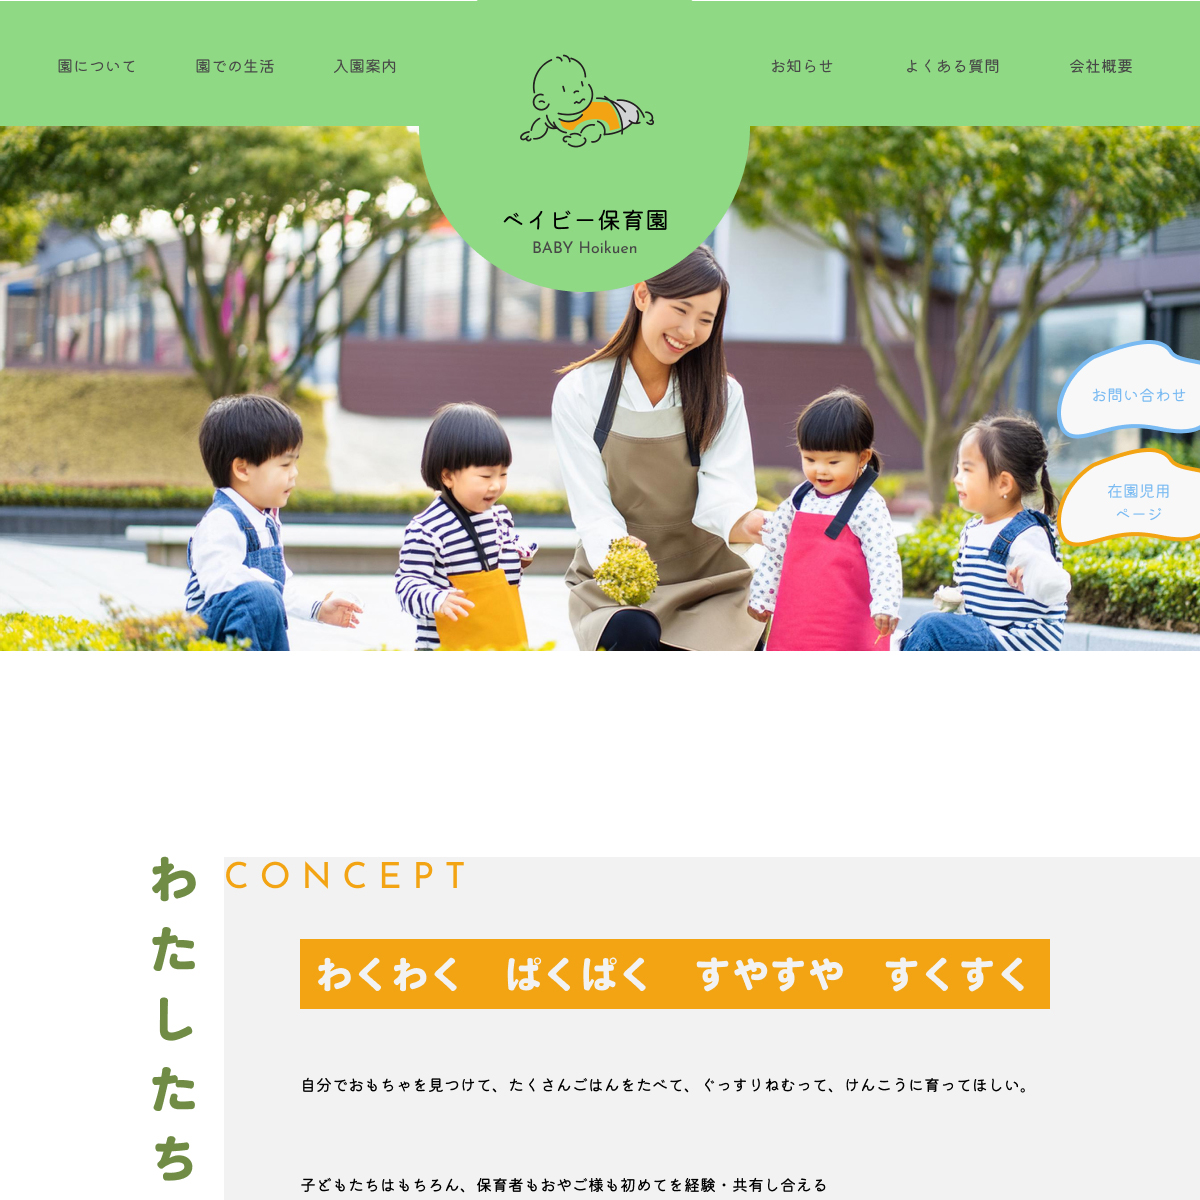 園について
園での生活
入園案内
お知らせ
よくある質問
会社概要
ベイビー保育園
BABY Hoikuen
お問い合わせ
在園児用
ページ
わたしたち
CONCEPT
わくわく　ぱくぱく　すやすや　すくすく
自分でおもちゃを見つけて、たくさんごはんをたべて、ぐっすりねむって、けんこうに育ってほしい。
子どもたちはもちろん、保育者もおやご様も初めてを経験・共有し合える